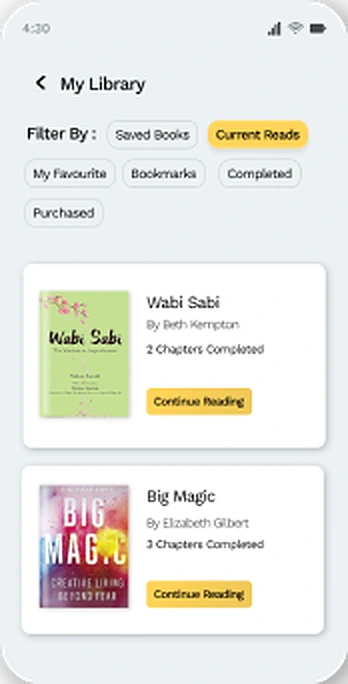 4:30
My Library
Filter By : Saved Books Current Reads
My Favourite Bookmarks Completed
Purchased
Wabi Sabi
Wabi Sabi
By Beth Kempton
2 Chapters Completed
Continue Reading
BIG
MAGIC
CREATIVE LIVING
BEYOND FEAR
Big Magic
By Elizabeth Gilbert
3 Chapters Completed
Continue Reading